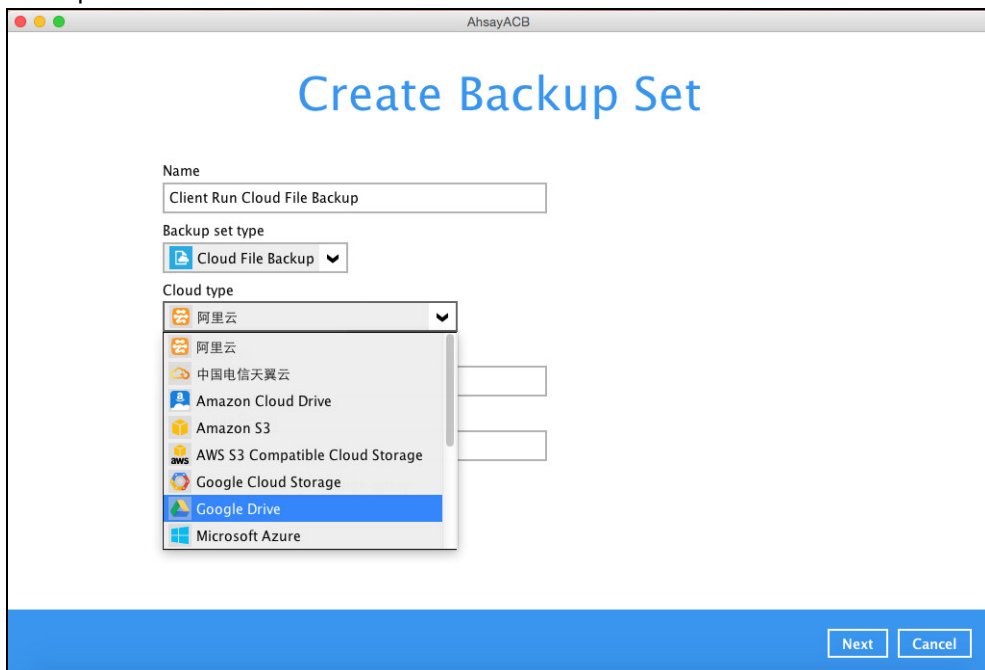 AhsayACB
Create Backup Set
Name
Client Run Cloud File Backup
Backup set type
Cloud File Backup
Cloud type
阿里云
阿里云
中国电信天翼云
Amazon Cloud Drive
Amazon S3
aws AWS S3 Compatible Cloud Storage
Google Cloud Storage
Google Drive
Microsoft Azure
Next Cancel